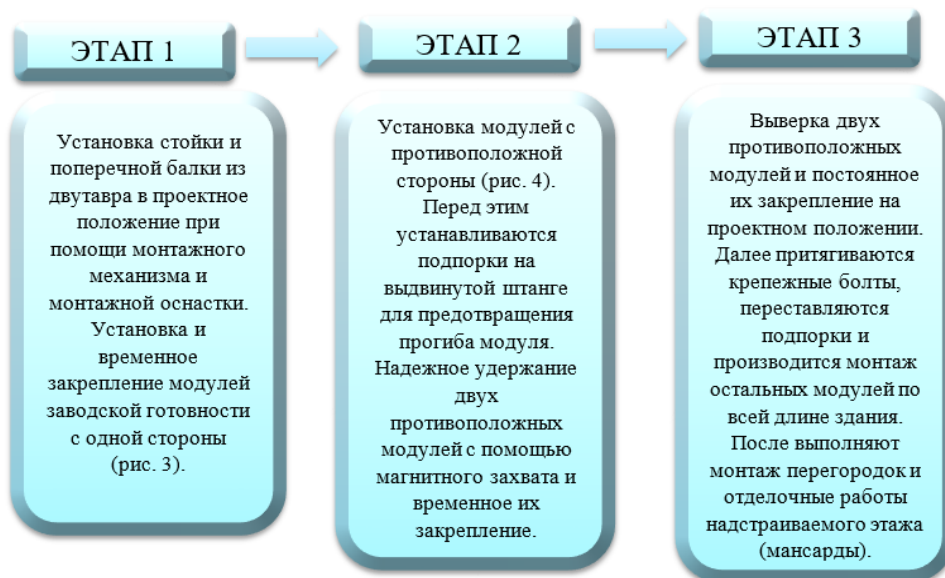 ЭТАП 1
Установка стойки и
поперечной балки из
двутавра в проектное
положение при
помощи монтажного
механизма и
монтажной оснастки.
Установка и
временное
закрепление модулей
заводской готовности
с одной стороны
(рис. 3).
ЭТАП 2
Установка модулей с
противоположной
стороны (рис. 4).
Перед этим
устанавливаются
подпорки на
выдвинутой штанге
для предотвращения
прогиба модуля.
Надежное удержание
двух
противоположных
модулей с помощью
магнитного захвата и
временное их
закрепление.
ЭТАП 3
Выверка двух
противоположных
модулей и постоянное
их закрепление на
проектном положении.
Далее притягиваются
крепежные болты,
переставляются
подпорки и
производится монтаж
остальных модулей по
всей длине здания.
После выполняют
монтаж перегородок и
отделочные работы
надстраиваемого этажа
(мансарды).